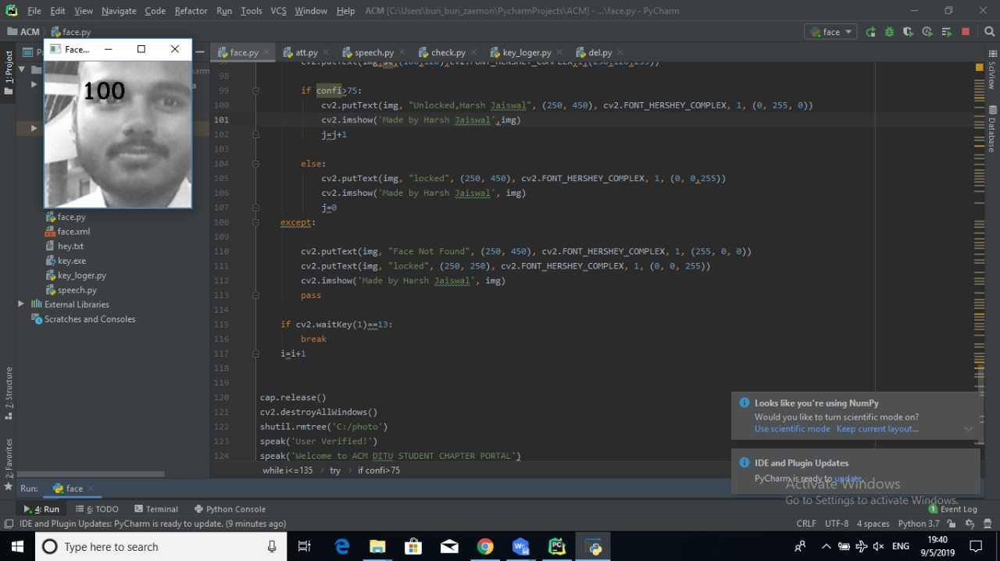 File Edit View Navigate Code Refactor Run Tools VCS Window Help ACM [C:\Users\buri_buri_zaemon\PycharmProjects\ACM] - ...\face.py - PyCharm
ACM face.py face
Face...
100
face.py att.py speech.py check.py key_loger.py del.py
1: Project
SciView
Database
98
99 if confi>75:
100 cv2.putText(img, "Unlocked,Harsh Jaiswal", (250, 450), cv2.FONT_HERSHEY_COMPLEX, 1, (0, 255, 0))
101 cv2.imshow('Made by Harsh Jaiswal',img)
102 j=j+1
103
104 else:
105 cv2.putText(img, "locked", (250, 450), cv2.FONT_HERSHEY_COMPLEX, 1, (0, 0,255))
106 cv2.imshow('Made by Harsh Jaiswal', img)
107 j=0
108 except:
109
110 cv2.putText(img, "Face Not Found", (250, 450), cv2.FONT_HERSHEY_COMPLEX, 1, (255, 0, 0))
111 cv2.putText(img, "locked", (250, 250), cv2.FONT_HERSHEY_COMPLEX, 1, (0, 0, 255))
112 cv2.imshow('Made by Harsh Jaiswal', img)
113 pass
114
115 if cv2.waitKey(1)==13:
116 break
117 i=i+1
118
119
120 cap.release()
121 cv2.destroyAllWindows()
122 shutil.rmtree('C:/photo')
123 speak('User Verified!')
124 speak('Welcome to ACM DITU STUDENT CHAPTER PORTAL')
while i<=135 try if confi>75
face.py
face.xml
hey.txt
key.exe
key_loger.py
speech.py
External Libraries
Scratches and Consoles
7: Structure
2: Favorites
Looks like you're using NumPy
Would you like to turn scientific mode on?
Use scientific mode Keep current layout...
IDE and Plugin Updates
PyCharm is ready to update.
Activate Windows
Go to Settings to activate Windows.
Run: face
4: Run 6: TODO Terminal Python Console 1 Event Log
IDE and Plugin Updates: PyCharm is ready to update. (9 minutes ago) CRLF UTF-8 4 spaces Python 3.7
Type here to search
ENG
19:40
9/5/2019